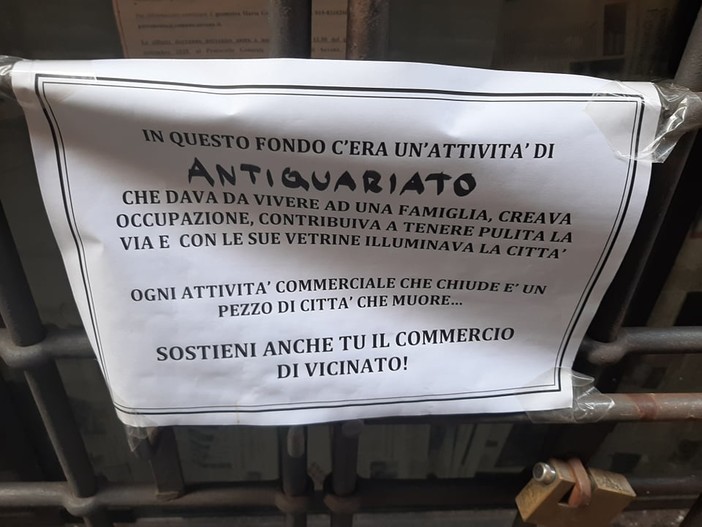 IN QUESTO FONDO C'ERA UN'ATTIVITA' DI
ANTIQUARIATO
CHE DAVA DA VIVERE AD UNA FAMIGLIA, CREAVA
OCCUPAZIONE, CONTRIBUIVA A TENERE PULITA LA
VIA E CON LE SUE VETRINE ILLUMINAVA LA CITTA'
OGNI ATTIVITA' COMMERCIALE CHE CHIUDE E' UN
PEZZO DI CITTA' CHE MUORE...
SOSTIENI ANCHE TU IL COMMERCIO
DI VICINATO!